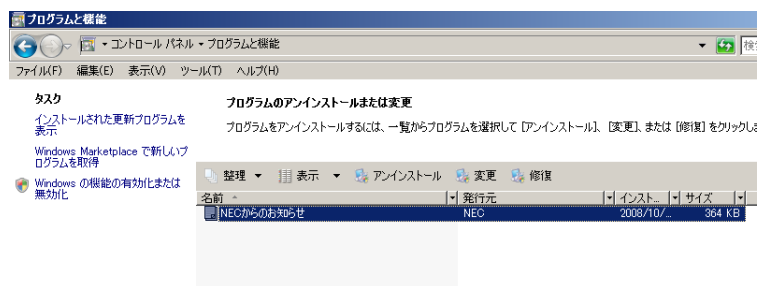 プログラムと機能
コントロール パネル プログラムと機能
ファイル(F) 編集(E) 表示(V) ツール(T) ヘルプ(H)
タスク
インストールされた更新プログラムを
表示
Windows Marketplace で新しいプ
ログラムを取得
Windows の機能の有効化または
無効化
プログラムのアンインストールまたは変更
プログラムをアンインストールするには、一覧からプログラムを選択して [アンインストール]、[変更]、または [修復] をクリックしま
整理 表示 アンインストール 変更 修復
名前 発行元 インスト... サイズ
NECからのお知らせ NEC 2008/10/... 364 KB